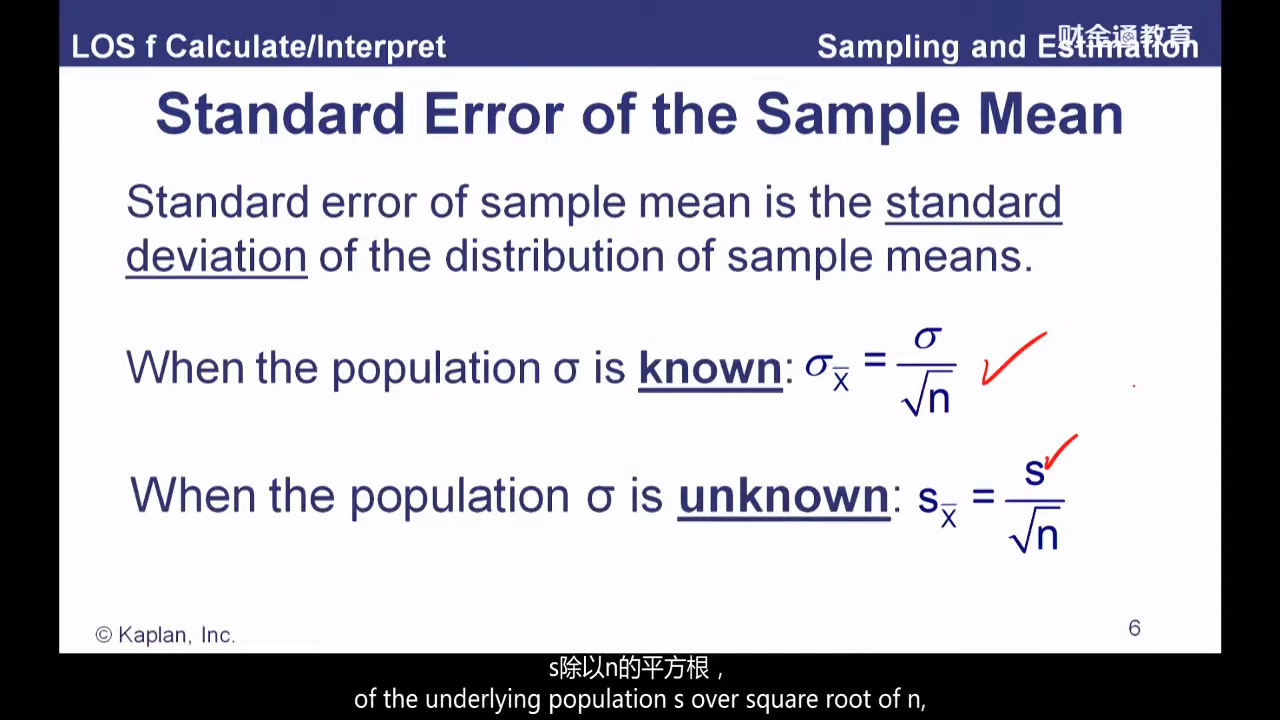 LOS f Calculate/Interpret
Sampling and Estimation
财金通教育
Standard Error of the Sample Mean
Standard error of sample mean is the standard
deviation of the distribution of sample means.
When the population σ is known: σ_x̄ = σ/√n
When the population σ is unknown: s_x̄ = s/√n
© Kaplan, Inc.
6
s除以n的平方根，
of the underlying population s over square root of n,